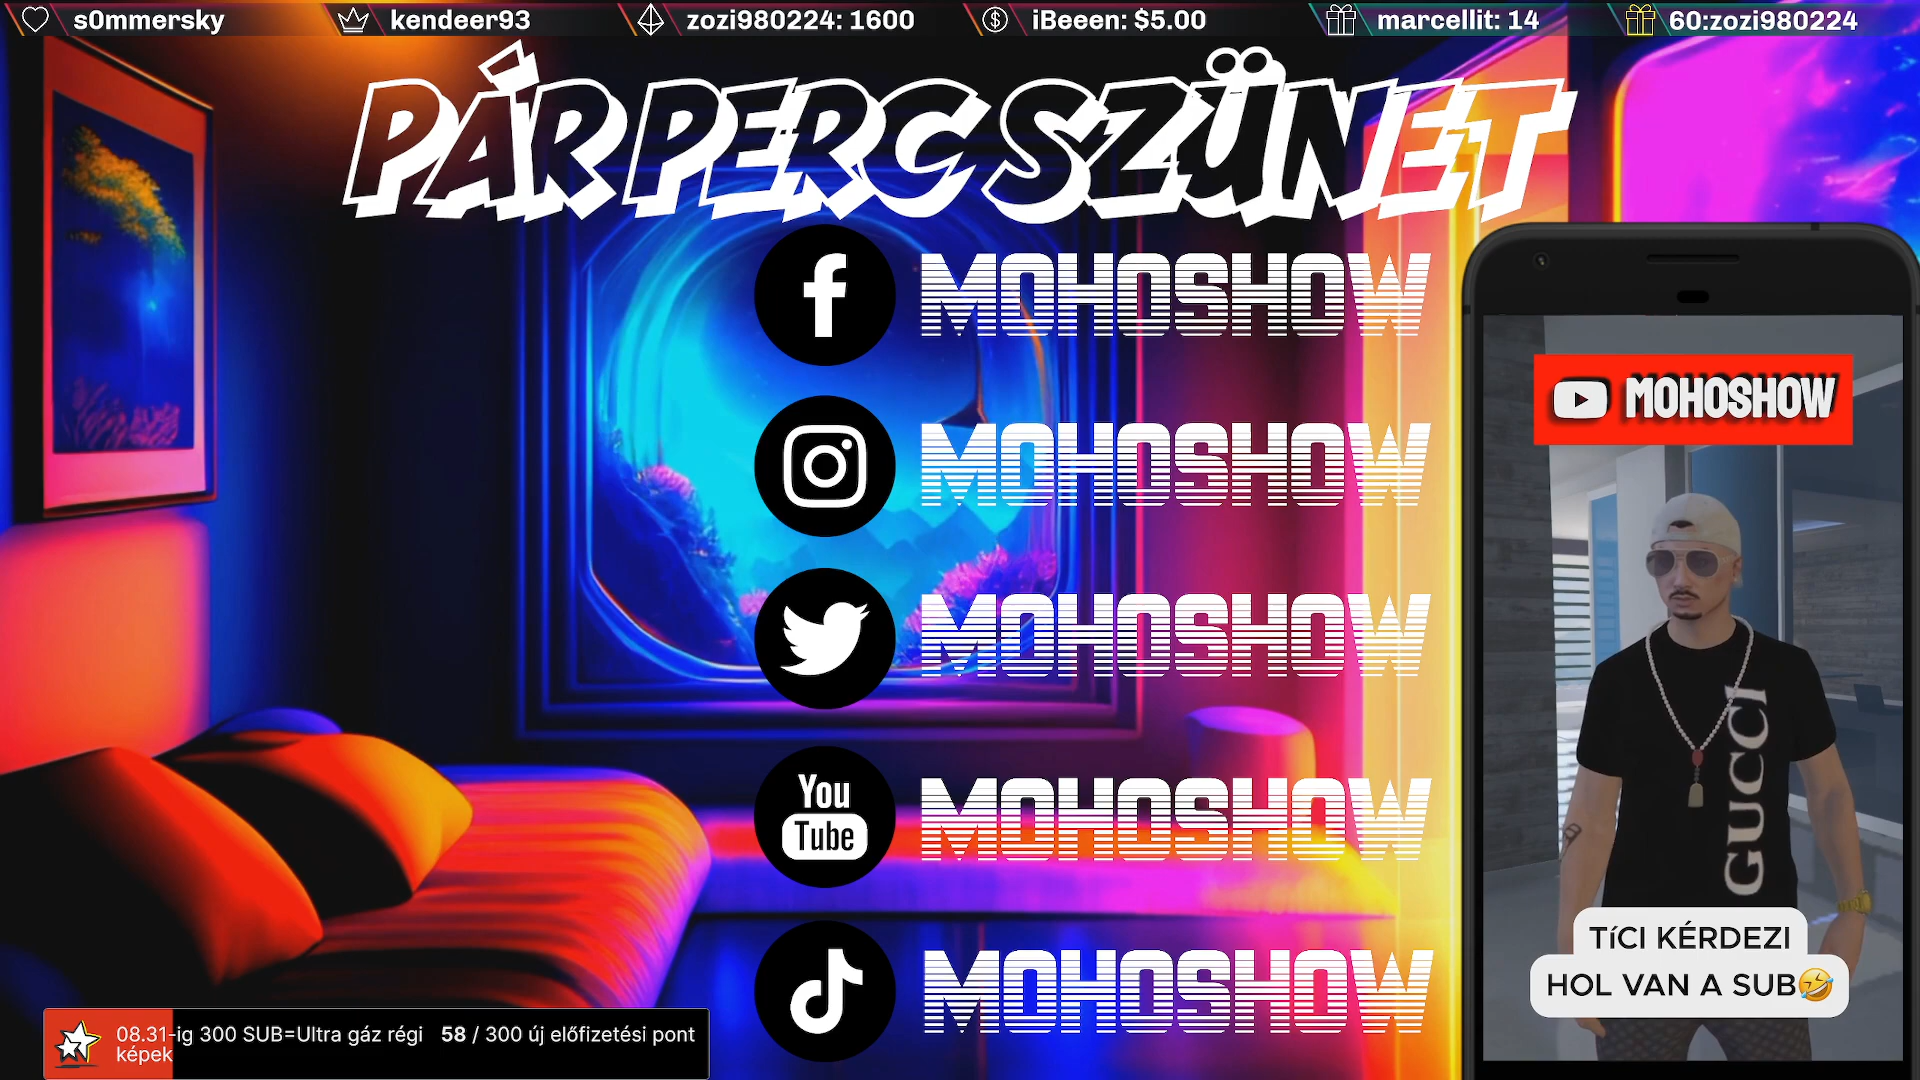 s0mmersky
kendeer93
zozi980224: 1600
iBeeen: $5.00
marcellit: 14
60:zozi980224
PÁR PERC SZÜNET
MOHOSHOW
MOHOSHOW
MOHOSHOW
You
Tube
MOHOSHOW
MOHOSHOW
MOHOSHOW
GUCCI
TíCI KÉRDEZI
HOL VAN A SUB🤣
08.31-ig 300 SUB=Ultra gáz régi
képek
58 / 300 új előfizetési pont